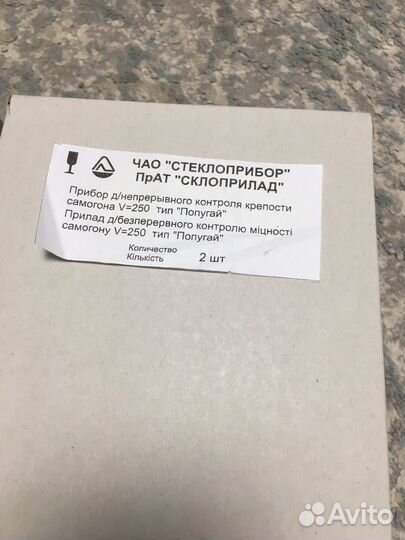 ЧАО "СТЕКЛОПРИБОР"
ПрАТ "СКЛОПРИЛАД"
Прибор д/непрерывного контроля крепости
самогона V=250 тип "Попугай"
Прилад д/безперервного контролю міцності
самогону V=250 тип "Попугай"
Количество
Кількість 2 шт
Avito